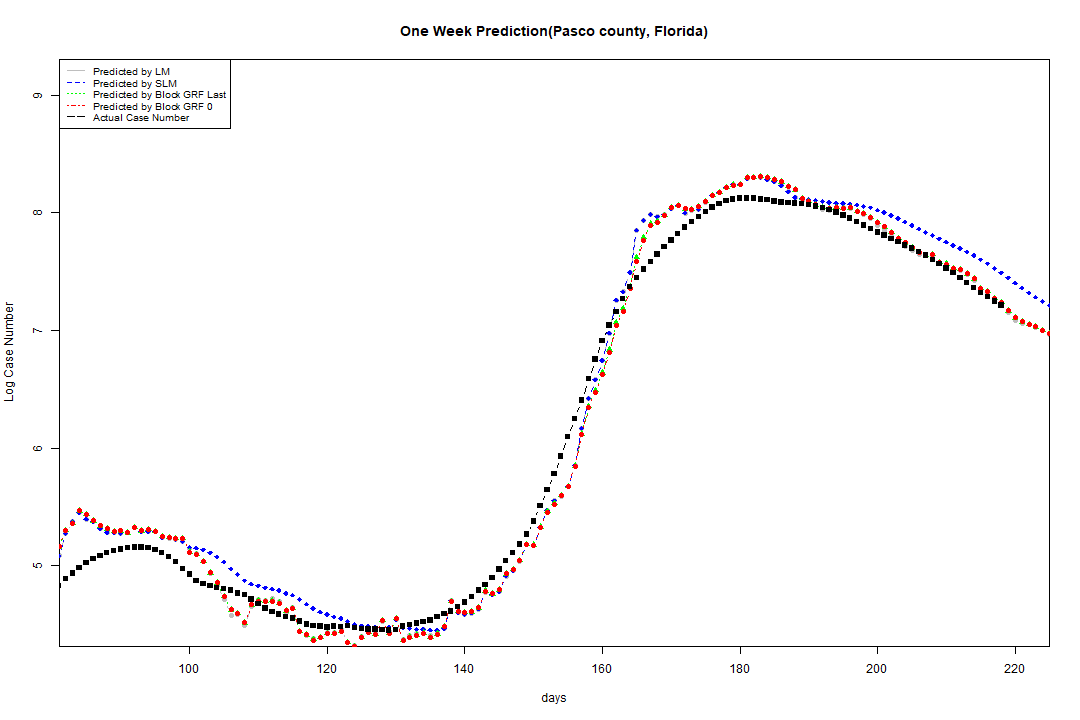 One Week Prediction(Pasco county, Florida)
Predicted by LM
Predicted by SLM
Predicted by Block GRF Last
Predicted by Block GRF 0
Actual Case Number
9
8
7
6
5
Log Case Number
100 120 140 160 180 200 220
days